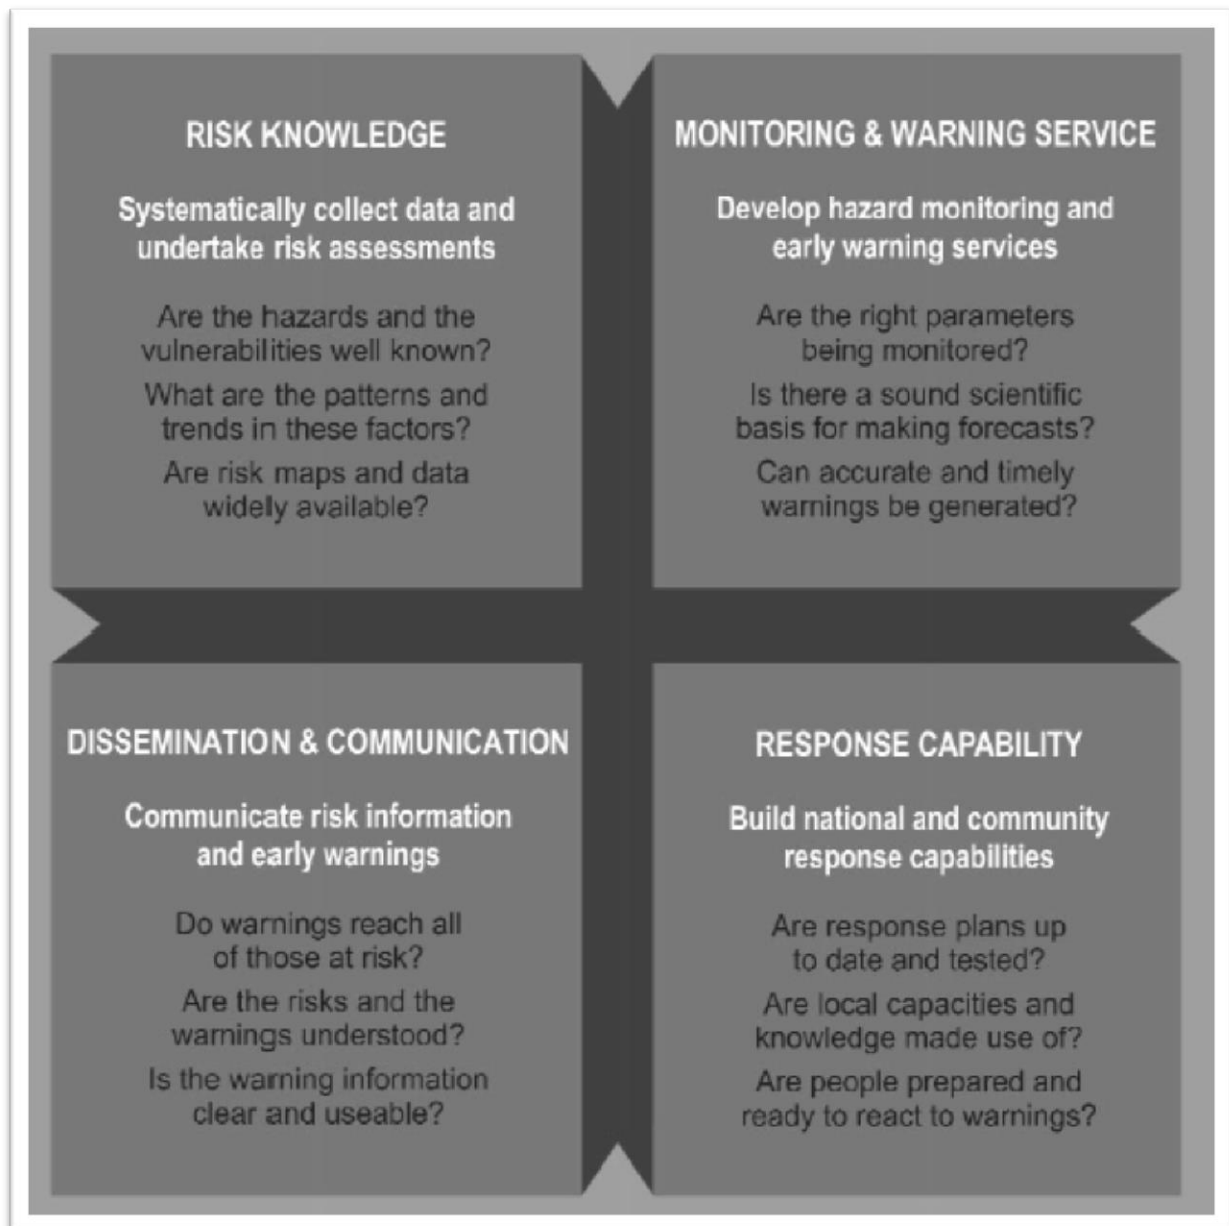 RISK KNOWLEDGE
Systematically collect data and
undertake risk assessments
Are the hazards and the
vulnerabilities well known?
What are the patterns and
trends in these factors?
Are risk maps and data
widely available?
MONITORING & WARNING SERVICE
Develop hazard monitoring and
early warning services
Are the right parameters
being monitored?
Is there a sound scientific
basis for making forecasts?
Can accurate and timely
warnings be generated?
DISSEMINATION & COMMUNICATION
Communicate risk information
and early warnings
Do warnings reach all
of those at risk?
Are the risks and the
warnings understood?
Is the warning information
clear and useable?
RESPONSE CAPABILITY
Build national and community
response capabilities
Are response plans up
to date and tested?
Are local capacities and
knowledge made use of?
Are people prepared and
ready to react to warnings?